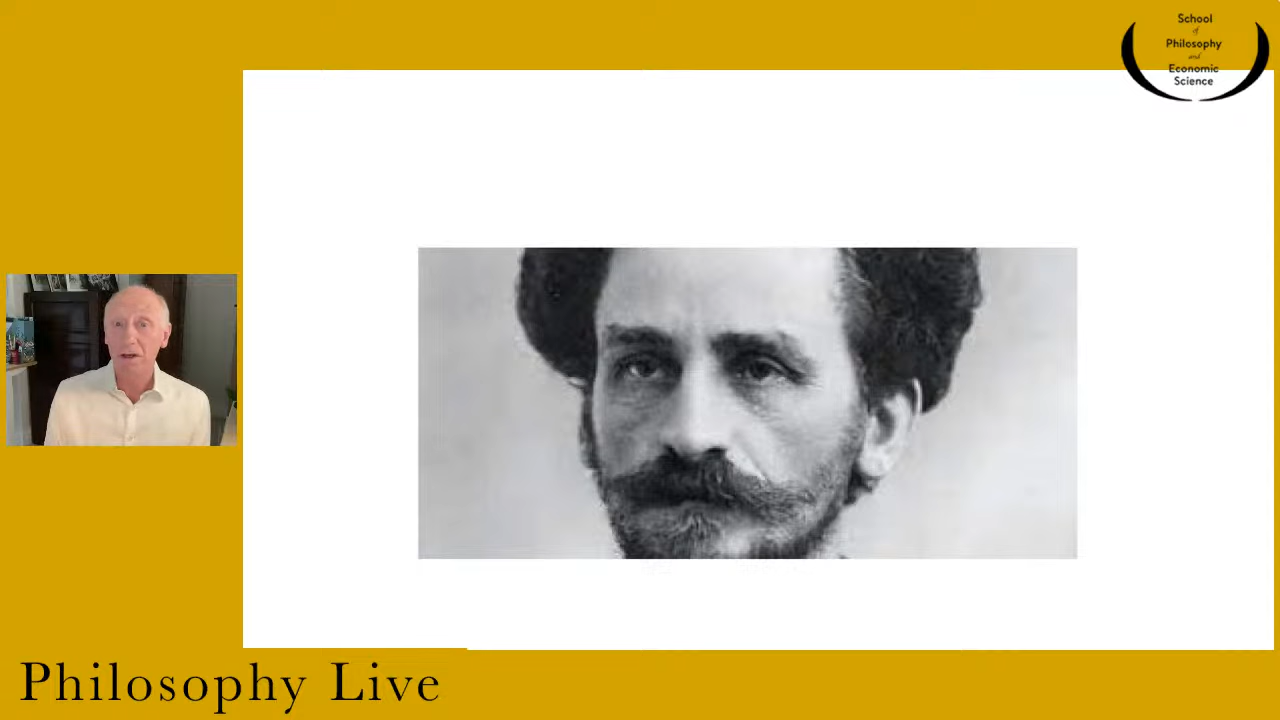 School
of
Philosophy
and
Economic
Science
Philosophy Live